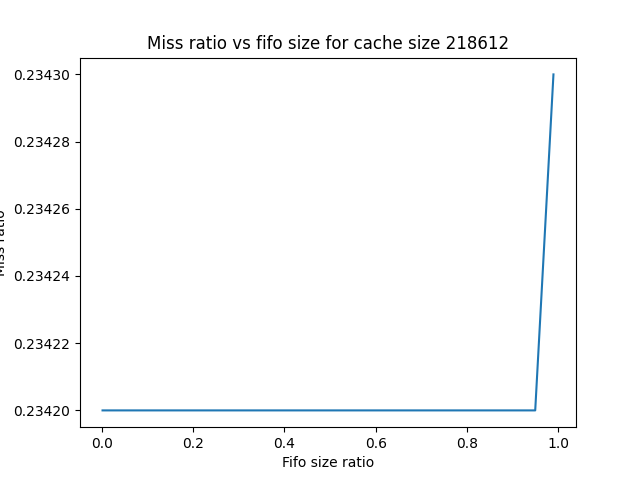 Miss ratio vs fifo size for cache size 218612
0.23430
0.23428
0.23426
0.23424
0.23422
0.23420
Miss ratio
0.0 0.2 0.4 0.6 0.8 1.0
Fifo size ratio